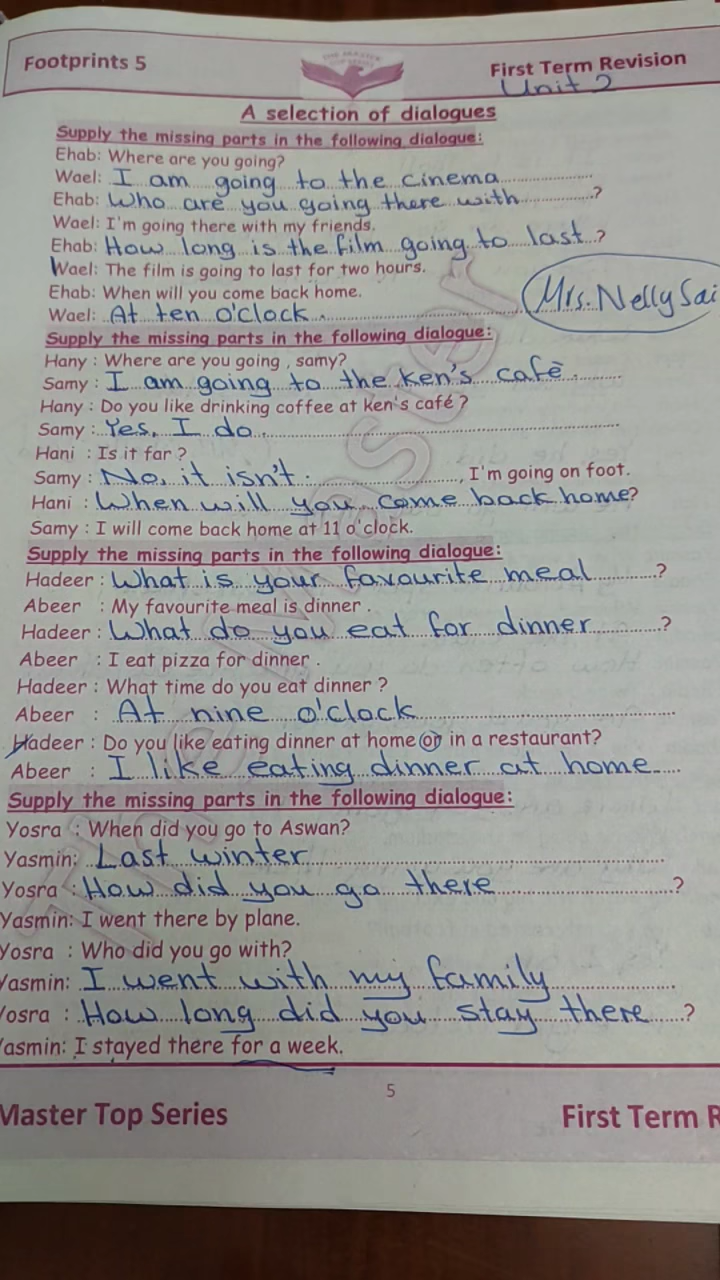 Footprints 5
THE MASTER
TOP SERIES
First Term Revision
Unit 2
A selection of dialogues
Supply the missing parts in the following dialogue:
Ehab: Where are you going?
Wael: I am going to the cinema
Ehab: Who are you going there with ?
Wael: I'm going there with my friends.
Ehab: How long is the film going to last ?
Wael: The film is going to last for two hours.
Ehab: When will you come back home.
Wael: At ten o'clock .
Mrs. Nelly Sai
Supply the missing parts in the following dialogue:
Hany : Where are you going , samy?
Samy : I am going to the ken's cafè .
Hany : Do you like drinking coffee at ken's café ?
Samy : Yes, I do .
Hani : Is it far ?
Samy : No, it isn't . , I'm going on foot.
Hani : When will you come back home?
Samy : I will come back home at 11 o'clock.
Supply the missing parts in the following dialogue:
Hadeer : What is your favourite meal ?
Abeer : My favourite meal is dinner .
Hadeer : What do you eat for dinner ?
Abeer : I eat pizza for dinner .
Hadeer : What time do you eat dinner ?
Abeer : At nine o'clock
Hadeer : Do you like eating dinner at home or in a restaurant?
Abeer : I like eating dinner at home
Supply the missing parts in the following dialogue:
Yosra : When did you go to Aswan?
Yasmin: Last winter
Yosra : How did you go there ?
Yasmin: I went there by plane.
Yosra : Who did you go with?
Yasmin: I went with my family
Yosra : How long did you stay there ?
Yasmin: I stayed there for a week.
5
Master Top Series
First Term R
The Master